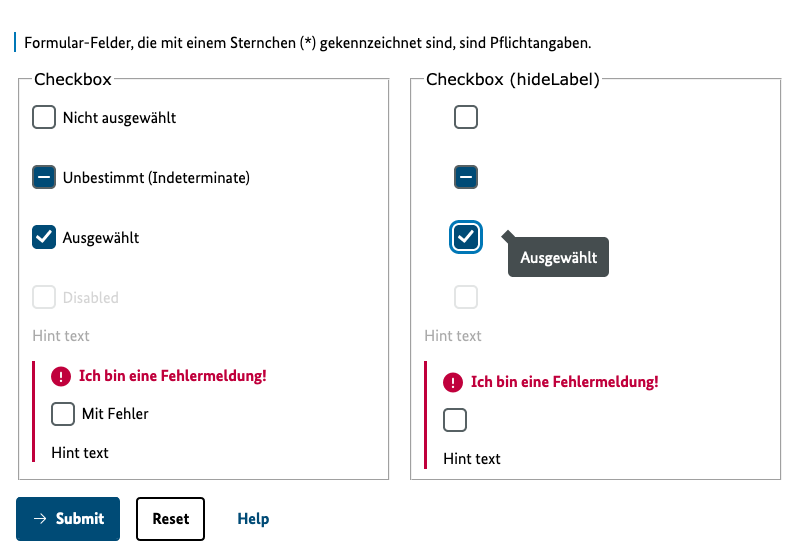 Formular-Felder, die mit einem Sternchen (*) gekennzeichnet sind, sind Pflichtangaben.
Checkbox
Nicht ausgewählt
Unbestimmt (Indeterminate)
Ausgewählt
Disabled
Hint text
Ich bin eine Fehlermeldung!
Mit Fehler
Hint text
Checkbox (hideLabel)
Ausgewählt
Hint text
Ich bin eine Fehlermeldung!
Hint text
Submit
Reset
Help